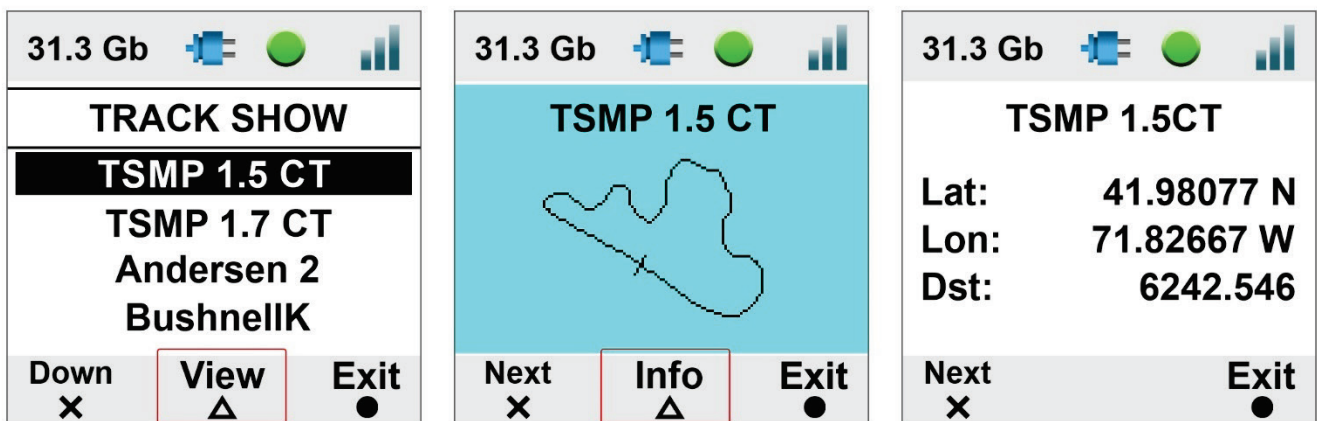 31.3 Gb
TRACK SHOW
TSMP 1.5 CT
TSMP 1.7 CT
Andersen 2
BushnellK
Down View Exit
31.3 Gb
TSMP 1.5 CT
Next Info Exit
31.3 Gb
TSMP 1.5CT
Lat: 41.98077 N
Lon: 71.82667 W
Dst: 6242.546
Next Exit